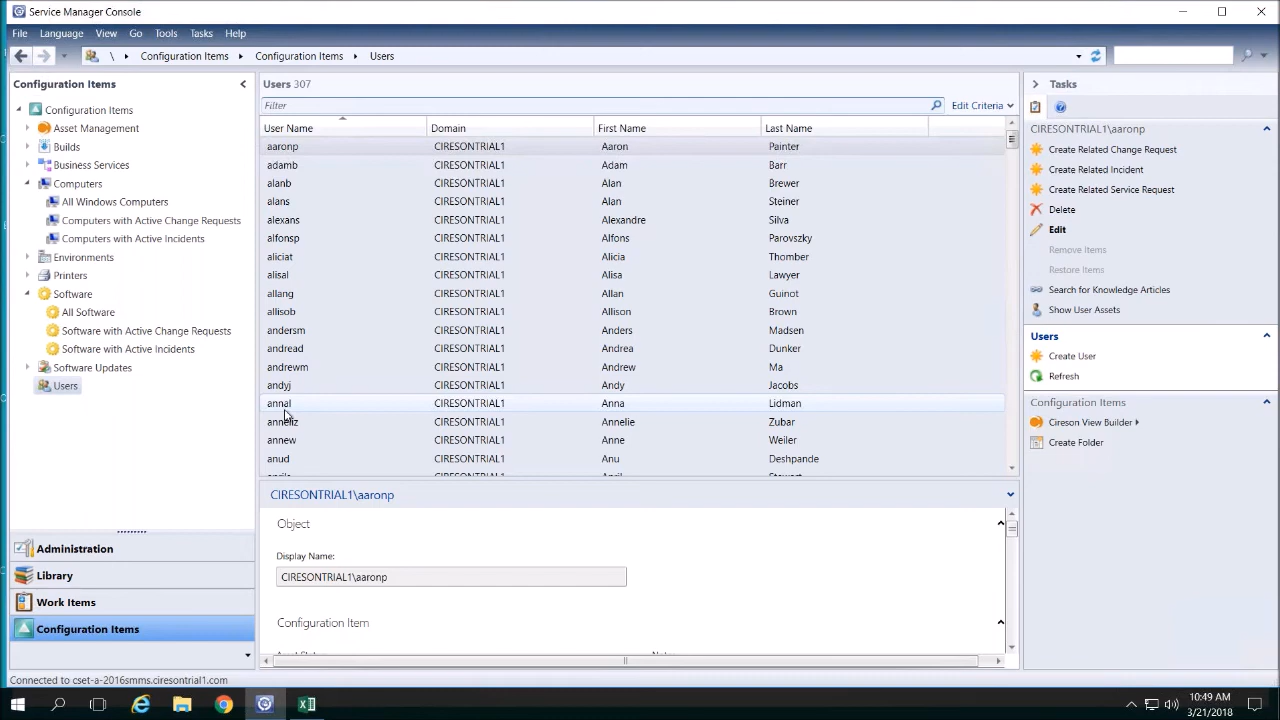 Service Manager Console
File Language View Go Tools Tasks Help
\ Configuration Items Configuration Items Users
Configuration Items
Configuration Items
Asset Management
Builds
Business Services
Computers
All Windows Computers
Computers with Active Change Requests
Computers with Active Incidents
Environments
Printers
Software
All Software
Software with Active Change Requests
Software with Active Incidents
Software Updates
Users
Administration
Library
Work Items
Configuration Items
Users 307
Filter
Edit Criteria
User Name Domain First Name Last Name
aaronp CIRESONTRIAL1 Aaron Painter
adamb CIRESONTRIAL1 Adam Barr
alanb CIRESONTRIAL1 Alan Brewer
alans CIRESONTRIAL1 Alan Steiner
alexans CIRESONTRIAL1 Alexandre Silva
alfonsp CIRESONTRIAL1 Alfons Parovszky
aliciat CIRESONTRIAL1 Alicia Thomber
alisal CIRESONTRIAL1 Alisa Lawyer
allang CIRESONTRIAL1 Allan Guinot
allisob CIRESONTRIAL1 Allison Brown
andersm CIRESONTRIAL1 Anders Madsen
andread CIRESONTRIAL1 Andrea Dunker
andrewm CIRESONTRIAL1 Andrew Ma
andyj CIRESONTRIAL1 Andy Jacobs
annal CIRESONTRIAL1 Anna Lidman
anneliz CIRESONTRIAL1 Annelie Zubar
annew CIRESONTRIAL1 Anne Weiler
anud CIRESONTRIAL1 Anu Deshpande
CIRESONTRIAL1\aaronp
Object
Display Name:
CIRESONTRIAL1\aaronp
Configuration Item
Tasks
CIRESONTRIAL1\aaronp
Create Related Change Request
Create Related Incident
Create Related Service Request
Delete
Edit
Remove Items
Restore Items
Search for Knowledge Articles
Show User Assets
Users
Create User
Refresh
Configuration Items
Cireson View Builder
Create Folder
Connected to cset-a-2016smms.ciresontrial1.com
10:49 AM
3/21/2018